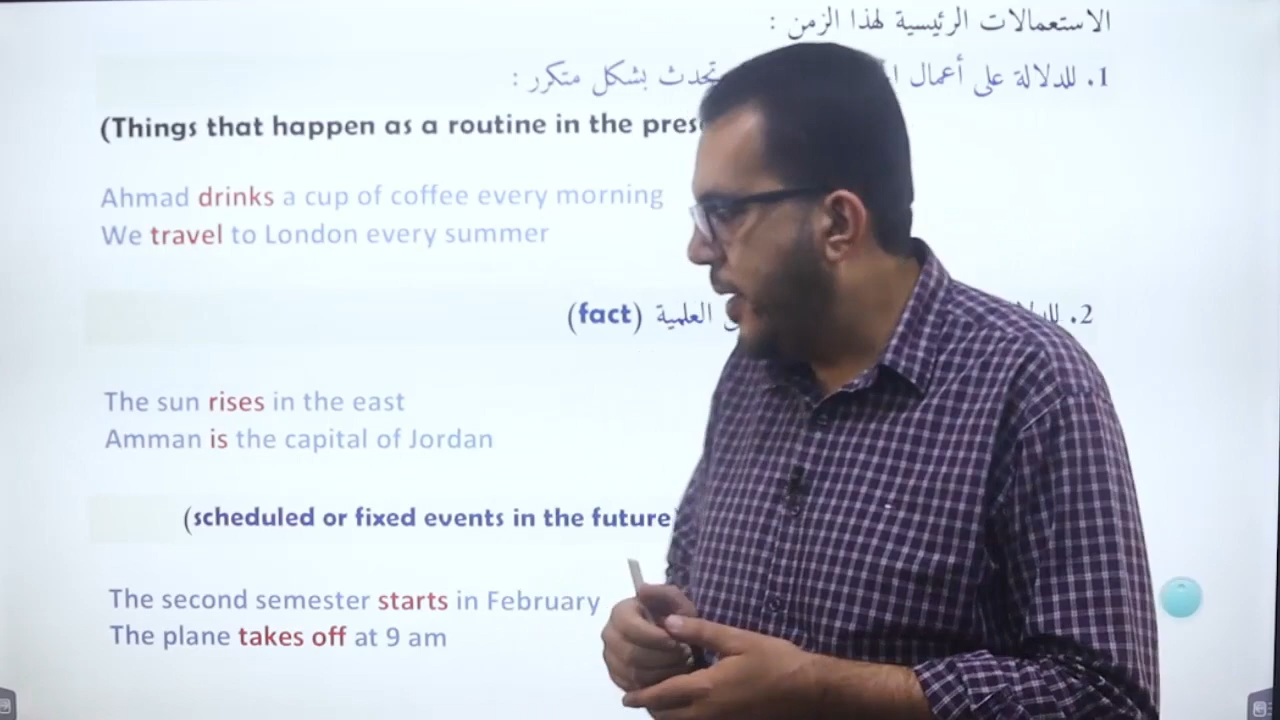 الاستعمالات الرئيسية لهذا الزمن :
1. للدلالة على أعمال تحدث بشكل متكرر :
(Things that happen as a routine in the
Ahmad drinks a cup of coffee every morning
We travel to London every summer
2. العلمية (fact)
The sun rises in the east
Amman is the capital of Jordan
(scheduled or fixed events in the future)
The second semester starts in February
The plane takes off at 9 am